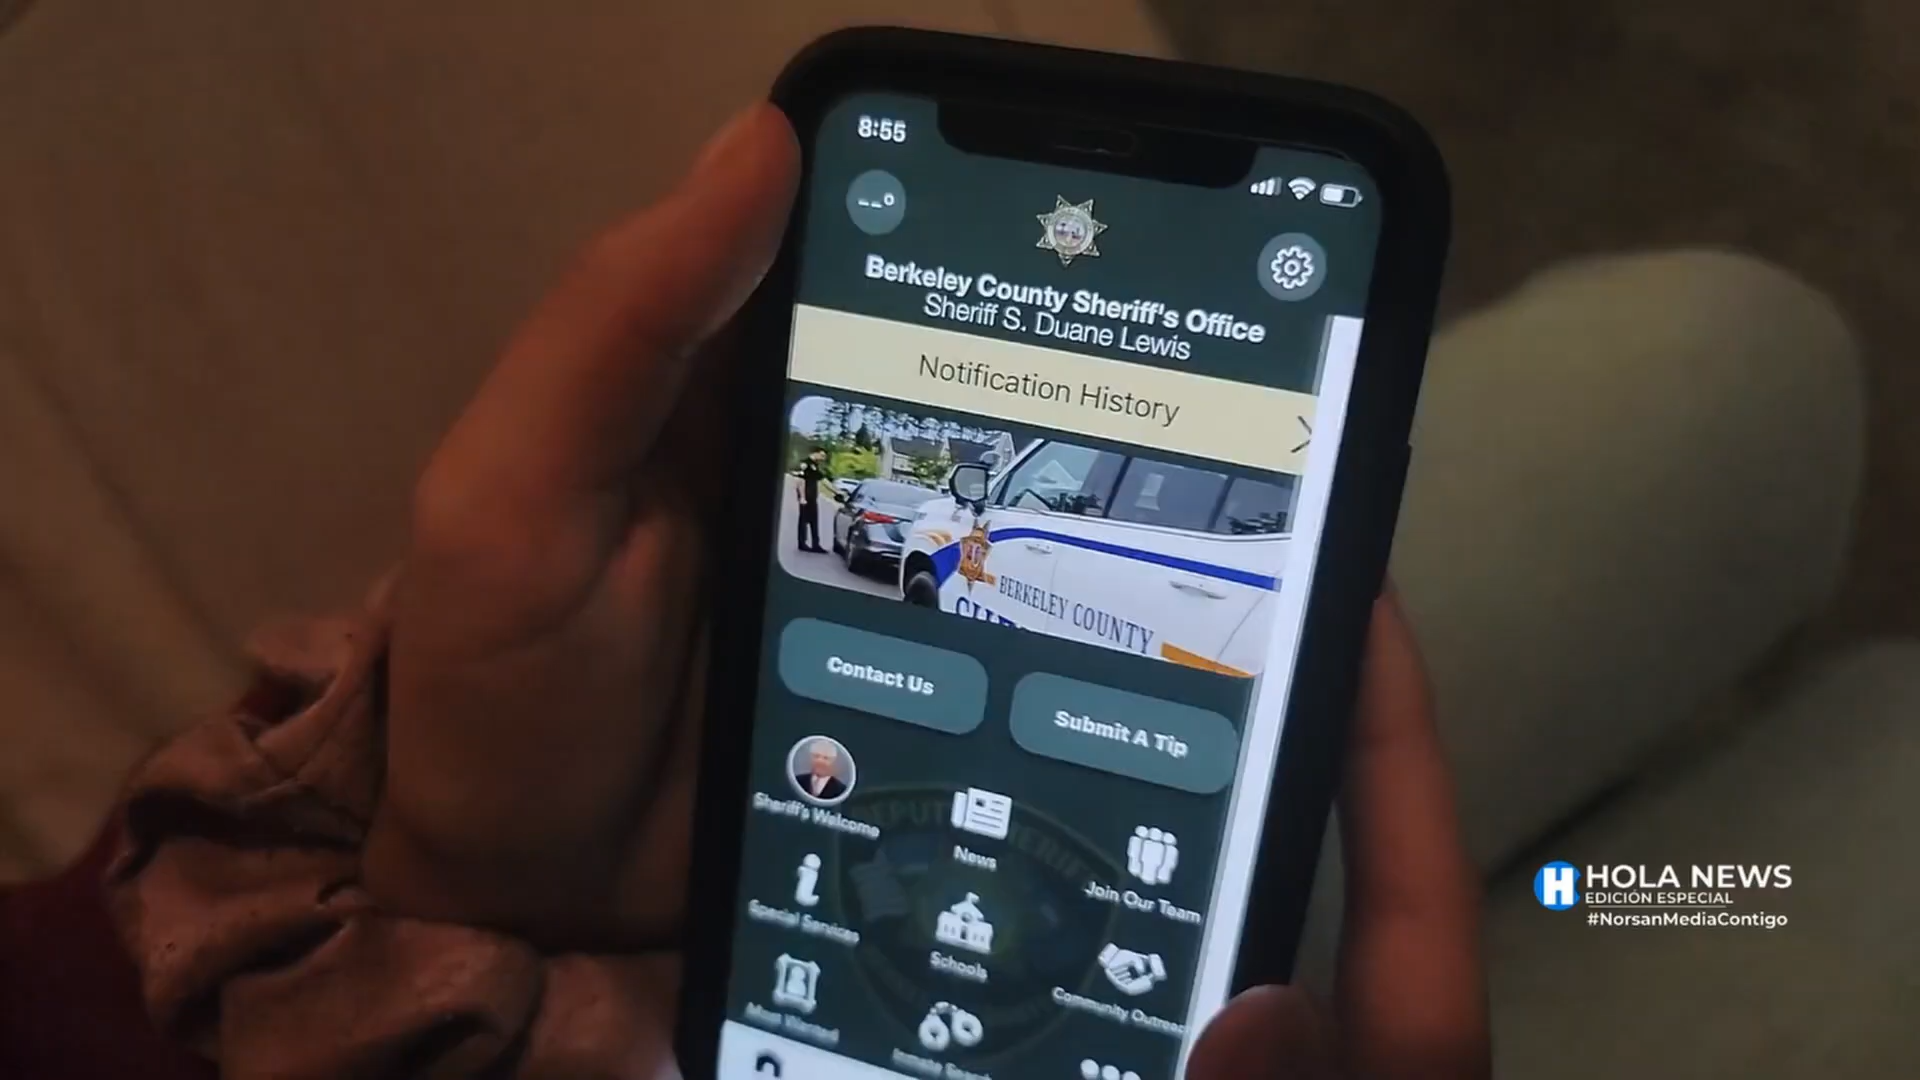 8:55
Berkeley County Sheriff's Office
Sheriff S. Duane Lewis
Notification History
BERKELEY COUNTY
Contact Us
Submit A Tip
Sheriff's Welcome
News
Join Our Team
Special Services
Schools
Community Outreac
Most Wanted
Inmate Search
HOLA NEWS
EDICIÓN ESPECIAL
#NorsanMediaContigo